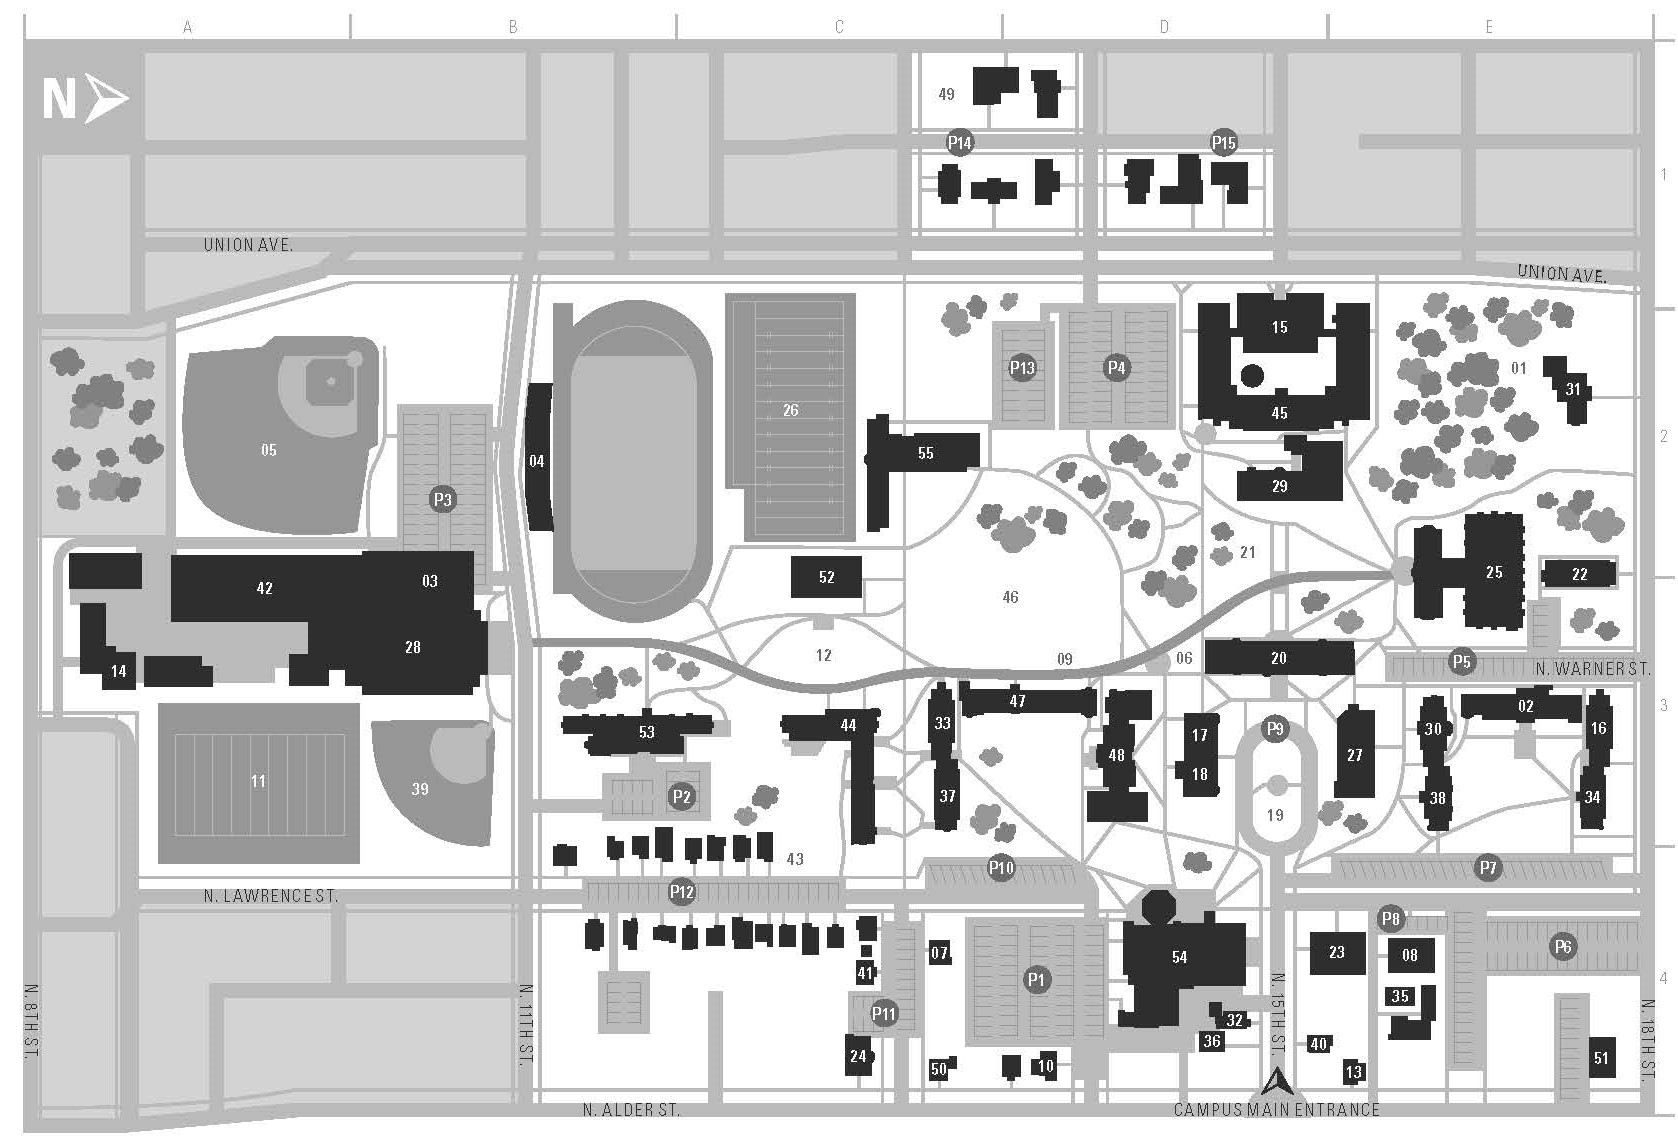 A B C D E
N
49
P14 P15
1
UNION AVE.
UNION AVE.
15
P13 P4 01
31
26 45
05 55 2
04
29
P3
21
52 25 22
03
42
46
28
12 09 06 20 P5
14 N. WARNER ST.
47 02 3
53 44 33 P9 30 16
17
48 27
18
11 39 P2 37 38 34
19
43
P10 P7
P12
N. LAWRENCE ST.
P8
07 54 23 08 P6
41 P1 4
35
P11
32
36 40
24
50 10 13 51
N. 8TH ST.
N. 11TH ST.
N. 15TH ST.
N. 18TH ST.
N. ALDER ST.
CAMPUS MAIN ENTRANCE